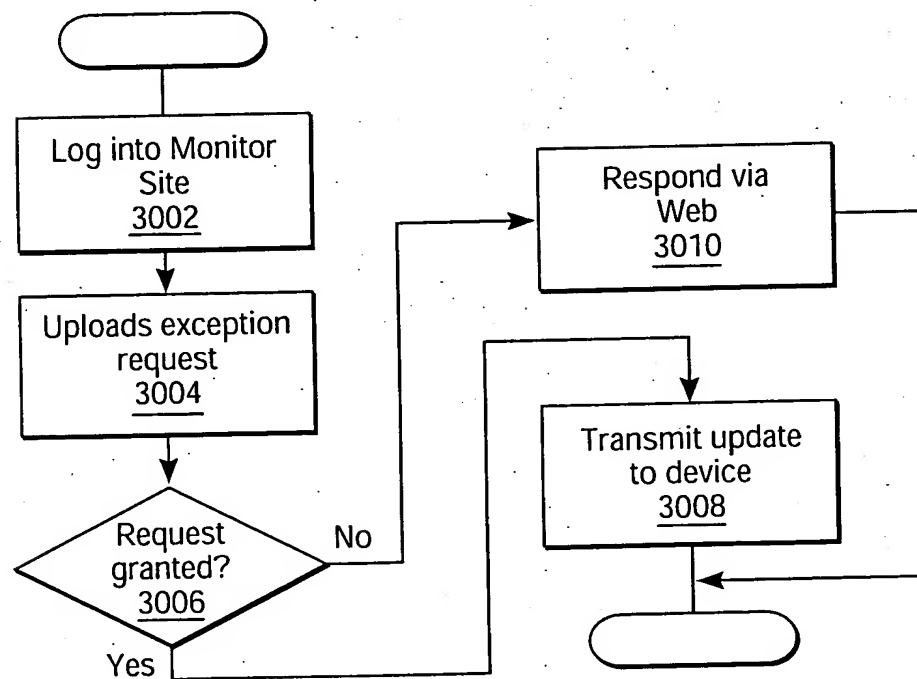 Log into Monitor
Site
3002
Uploads exception
request
3004
Request
granted?
3006
No
Yes
Respond via
Web
3010
Transmit update
to device
3008